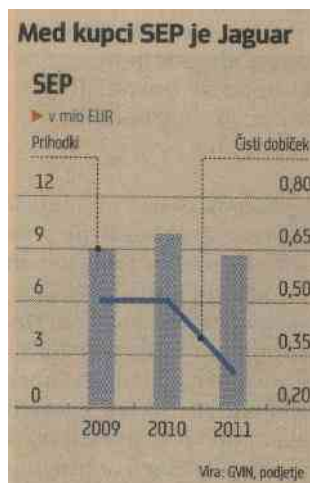 Med kupci SEP je Jaguar
SEP
v mio EUR
Prihodki Čisti dobiček
12 0,80
9 0,65
6 0,50
3 0,35
0 0,20
2009 2010 2011
Vira: GVIN, podjetje